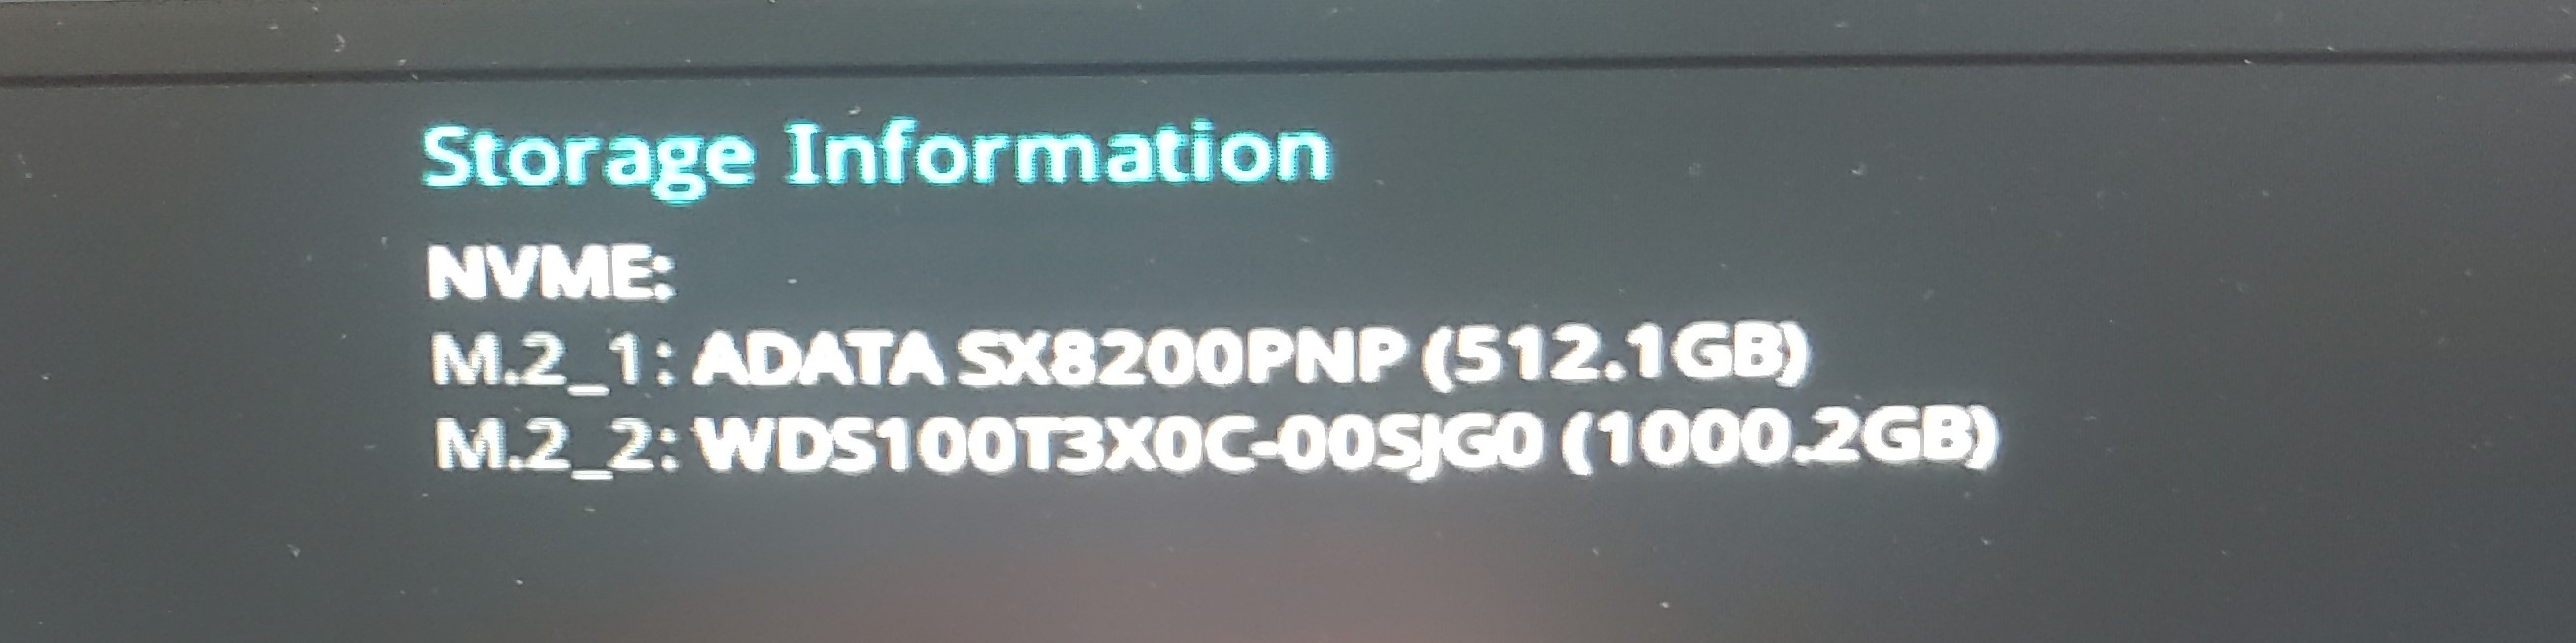 Storage Information
NVME:
M.2_1: ADATA SX8200PNP (512.1GB)
M.2_2: WDS100T3X0C-00SJG0 (1000.2GB)